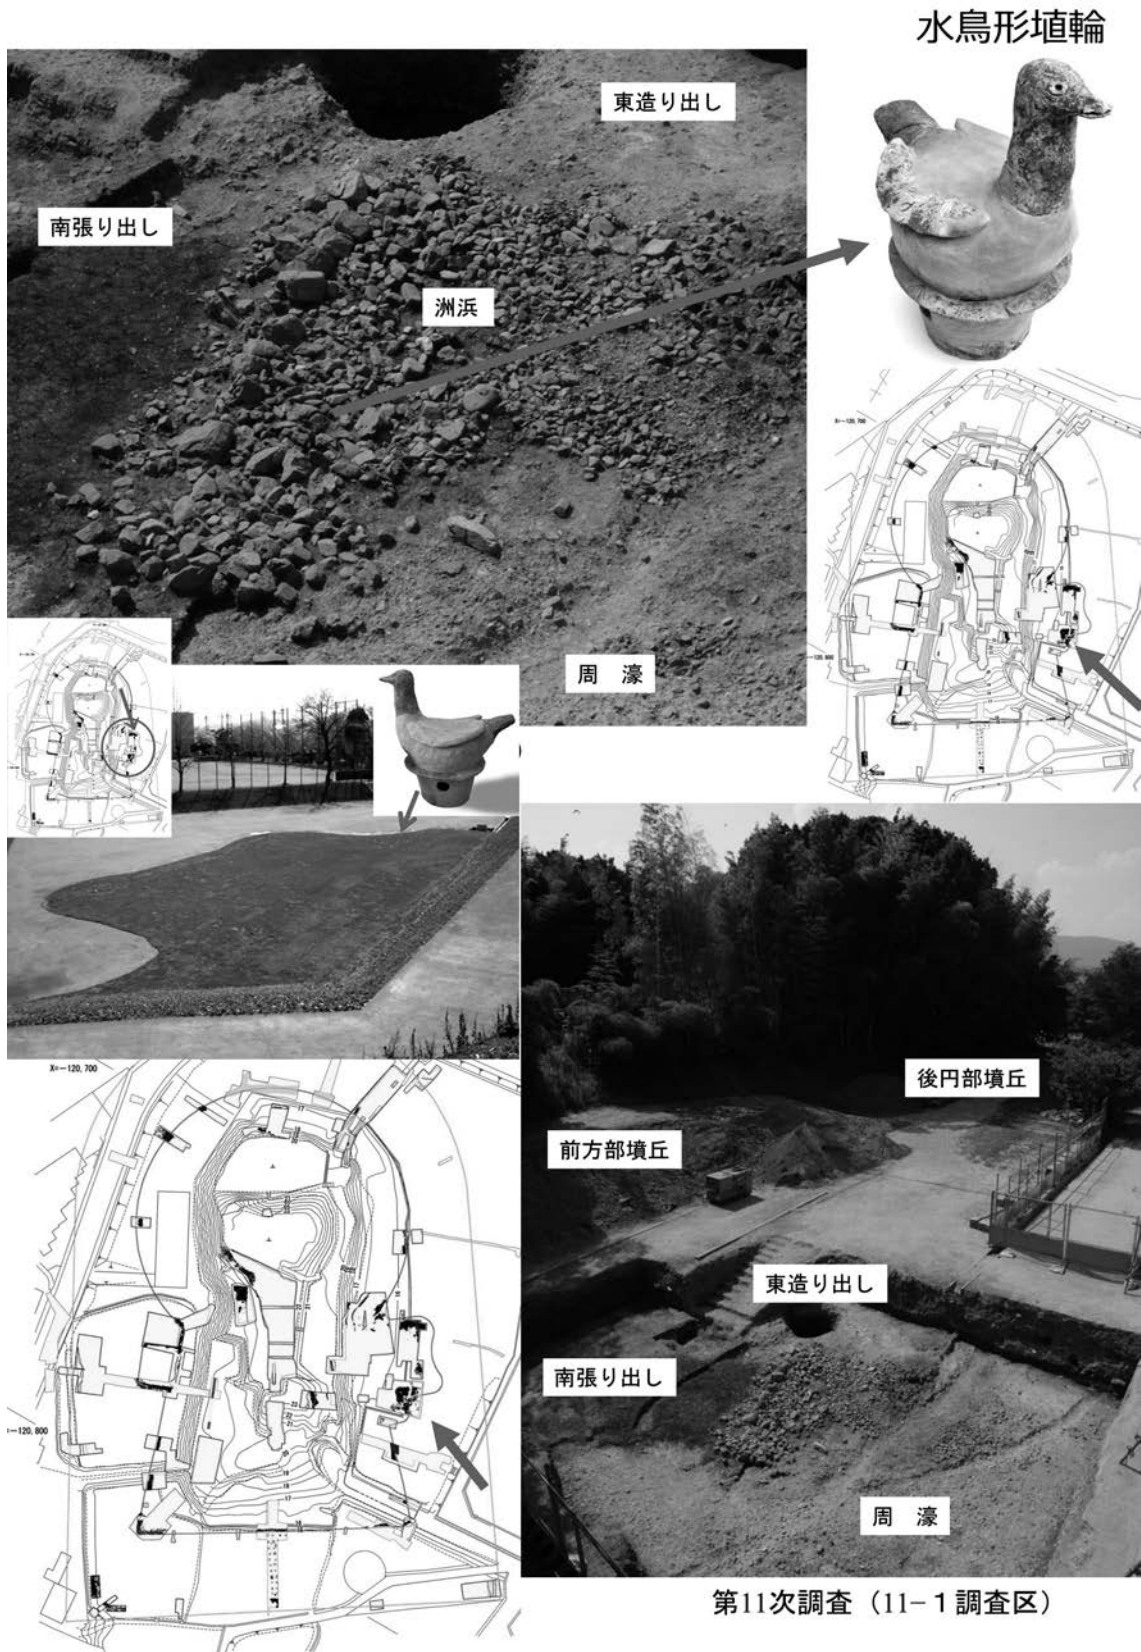 水鳥形埴輪
東造り出し
南張り出し
洲浜
周　濠
X=-120,700
後円部墳丘
前方部墳丘
東造り出し
南張り出し
周　濠
X=-120,700
-120,800
第11次調査（11-１調査区）